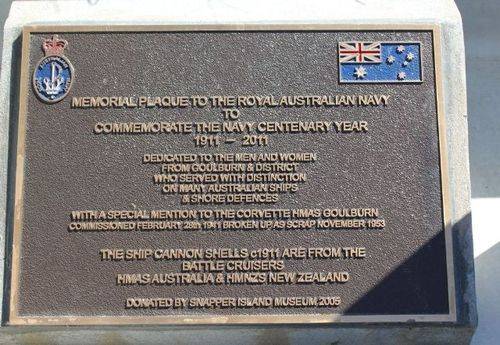 MEMORIAL PLAQUE TO THE ROYAL AUSTRALIAN NAVY
TO
COMMEMORATE THE NAVY CENTENARY YEAR
1911 — 2011
DEDICATED TO THE MEN AND WOMEN
FROM GOULBURN & DISTRICT
WHO SERVED WITH DISTINCTION
ON MANY AUSTRALIAN SHIPS
& SHORE DEFENCES
WITH A SPECIAL MENTION TO THE CORVETTE HMAS GOULBURN
COMMISSIONED FEBRUARY 28th 1941 BROKEN UP AS SCRAP NOVEMBER 1953
THE SHIP CANNON SHELLS c1911 ARE FROM THE
BATTLE CRUISERS
HMAS AUSTRALIA & HMNZS NEW ZEALAND
DONATED BY SNAPPER ISLAND MUSEUM 2005